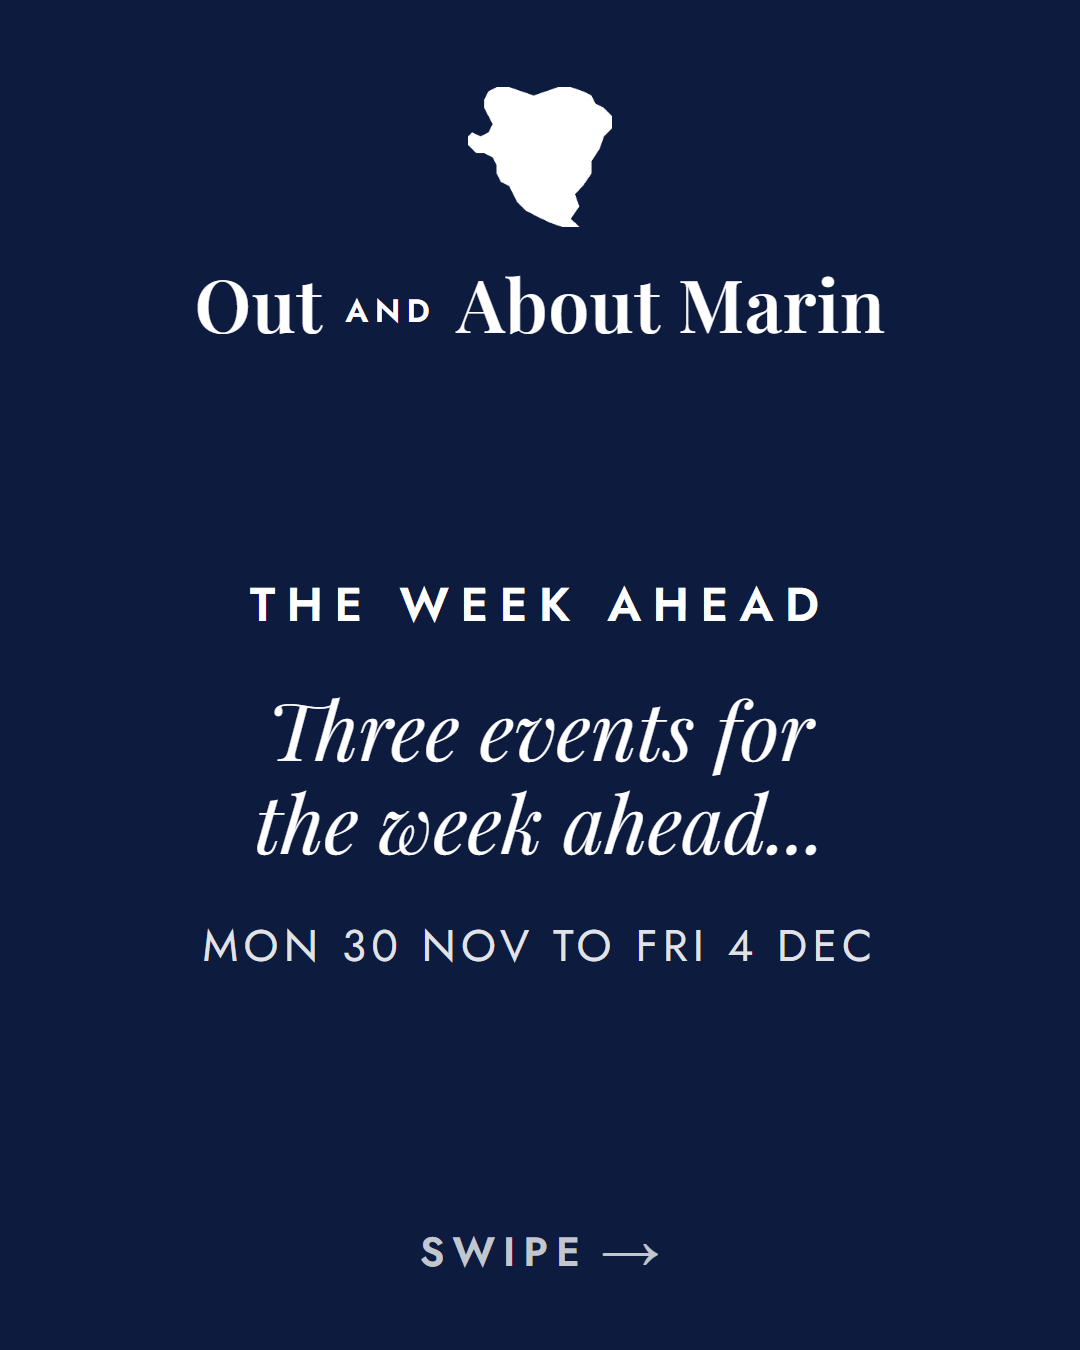 Out AND About Marin
THE WEEK AHEAD
Three events for
the week ahead...
MON 30 NOV TO FRI 4 DEC
SWIPE →